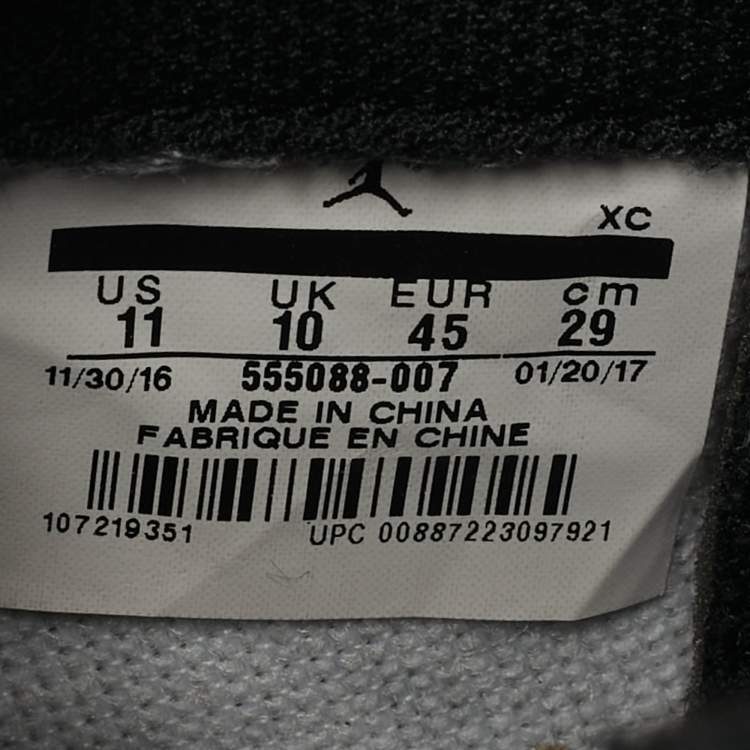 XC
US UK EUR cm
11 10 45 29
11/30/16 555088-007 01/20/17
MADE IN CHINA
FABRIQUE EN CHINE
107219351 UPC 00887223097921